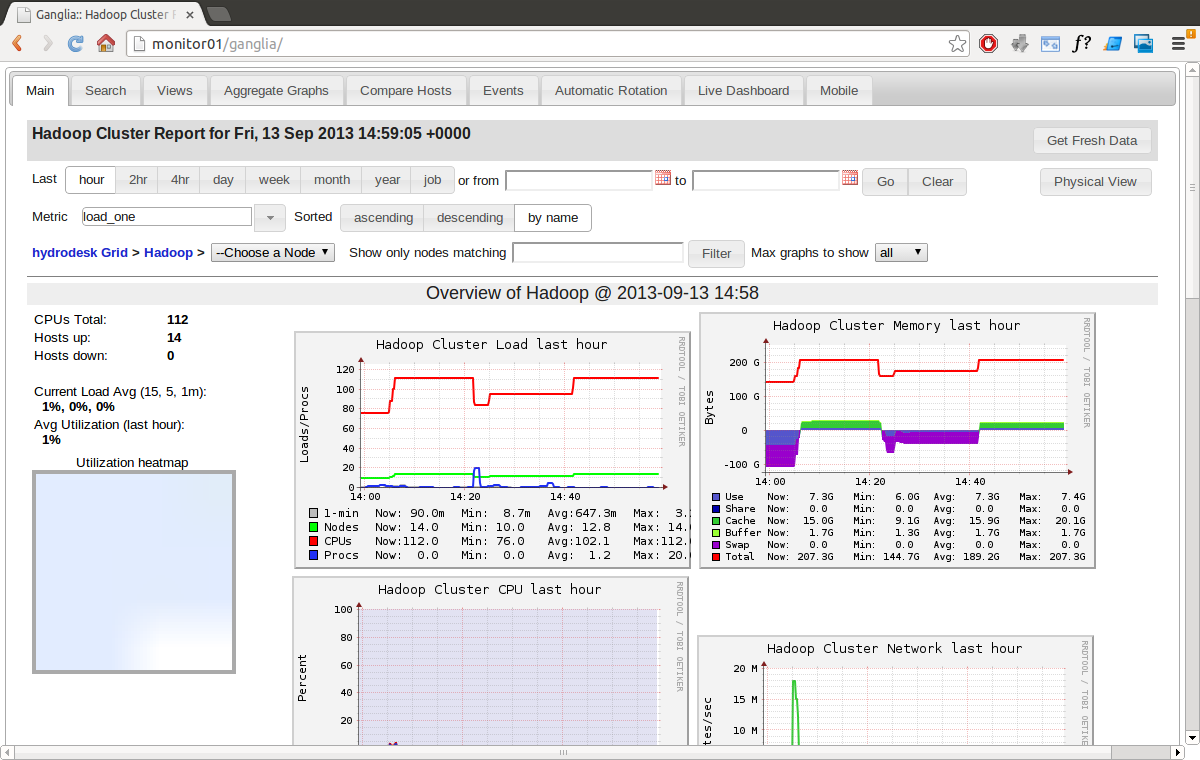 Ganglia:: Hadoop Cluster
monitor01/ganglia/
Main Search Views Aggregate Graphs Compare Hosts Events Automatic Rotation Live Dashboard Mobile
Hadoop Cluster Report for Fri, 13 Sep 2013 14:59:05 +0000
Get Fresh Data
Last hour 2hr 4hr day week month year job or from to Go Clear Physical View
Metric load_one Sorted ascending descending by name
hydrodesk Grid > Hadoop > --Choose a Node Show only nodes matching Filter Max graphs to show all
Overview of Hadoop @ 2013-09-13 14:58
CPUs Total: 112
Hosts up: 14
Hosts down: 0
Current Load Avg (15, 5, 1m):
1%, 0%, 0%
Avg Utilization (last hour):
1%
Utilization heatmap
Hadoop Cluster Load last hour
RRDTOOL / TOBI OETIKER
Loads/Procs
120
100
80
60
40
20
0
14:00 14:20 14:40
1-min Now: 90.0m Min: 8.7m Avg:647.3m Max: 3.
Nodes Now: 14.0 Min: 10.0 Avg: 12.8 Max: 14.
CPUs Now:112.0 Min: 76.0 Avg:102.1 Max:112.
Procs Now: 0.0 Min: 0.0 Avg: 1.2 Max: 20.
Hadoop Cluster Memory last hour
RRDTOOL / TOBI OETIKER
Bytes
200 G
100 G
0
-100 G
14:00 14:20 14:40
Use Now: 7.3G Min: 6.0G Avg: 7.3G Max: 7.4G
Share Now: 0.0 Min: 0.0 Avg: 0.0 Max: 0.0
Cache Now: 15.0G Min: 9.1G Avg: 15.9G Max: 20.1G
Buffer Now: 1.7G Min: 1.3G Avg: 1.7G Max: 1.7G
Swap Now: 0.0 Min: 0.0 Avg: 0.0 Max: 0.0
Total Now: 207.3G Min: 144.7G Avg: 189.2G Max: 207.3G
Hadoop Cluster CPU last hour
RRDTOOL / TOBI OETIKER
Percent
100
80
60
40
20
Hadoop Cluster Network last hour
RRDTOOL / TOBI OETIKER
tes/sec
20 M
15 M
10 M